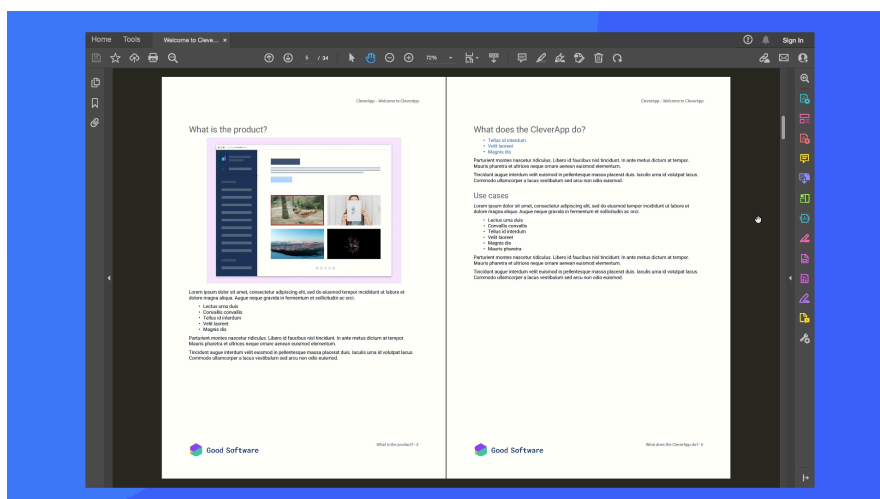 Home Tools Welcome to Cleve... ×
Sign In
5 / 34
72%
CleverApp - Welcome to CleverApp
What is the product?
Lorem ipsum dolor sit amet, consectetur adipiscing elit, sed do eiusmod tempor incididunt ut labore et
dolore magna aliqua. Augue neque gravida in fermentum et sollicitudin ac orci.
• Lectus urna duis
• Convallis convallis
• Tellus id interdum
• Velit laoreet
• Magnis dis
Parturient montes nascetur ridiculus. Libero id faucibus nisl tincidunt. In ante metus dictum at tempor.
Mauris pharetra et ultrices neque ornare aenean euismod elementum.
Tincidunt augue interdum velit euismod in pellentesque massa placerat duis. Iaculis urna id volutpat lacus.
Commodo ullamcorper a lacus vestibulum sed arcu non odio euismod.
Good Software
What is the product? - 5
CleverApp - Welcome to CleverApp
What does the CleverApp do?
• Tellus id interdum
• Velit laoreet
• Magnis dis
Parturient montes nascetur ridiculus. Libero id faucibus nisl tincidunt. In ante metus dictum at tempor.
Mauris pharetra et ultrices neque ornare aenean euismod elementum.
Tincidunt augue interdum velit euismod in pellentesque massa placerat duis. Iaculis urna id volutpat lacus.
Commodo ullamcorper a lacus vestibulum sed arcu non odio euismod.
Use cases
Lorem ipsum dolor sit amet, consectetur adipiscing elit, sed do eiusmod tempor incididunt ut labore et
dolore magna aliqua. Augue neque gravida in fermentum et sollicitudin ac orci.
• Lectus urna duis
• Convallis convallis
• Tellus id interdum
• Velit laoreet
• Magnis dis
• Mauris pharetra
Parturient montes nascetur ridiculus. Libero id faucibus nisl tincidunt. In ante metus dictum at tempor.
Mauris pharetra et ultrices neque ornare aenean euismod elementum.
Tincidunt augue interdum velit euismod in pellentesque massa placerat duis. Iaculis urna id volutpat lacus.
Commodo ullamcorper a lacus vestibulum sed arcu non odio euismod.
Good Software
What does the CleverApp do? - 6